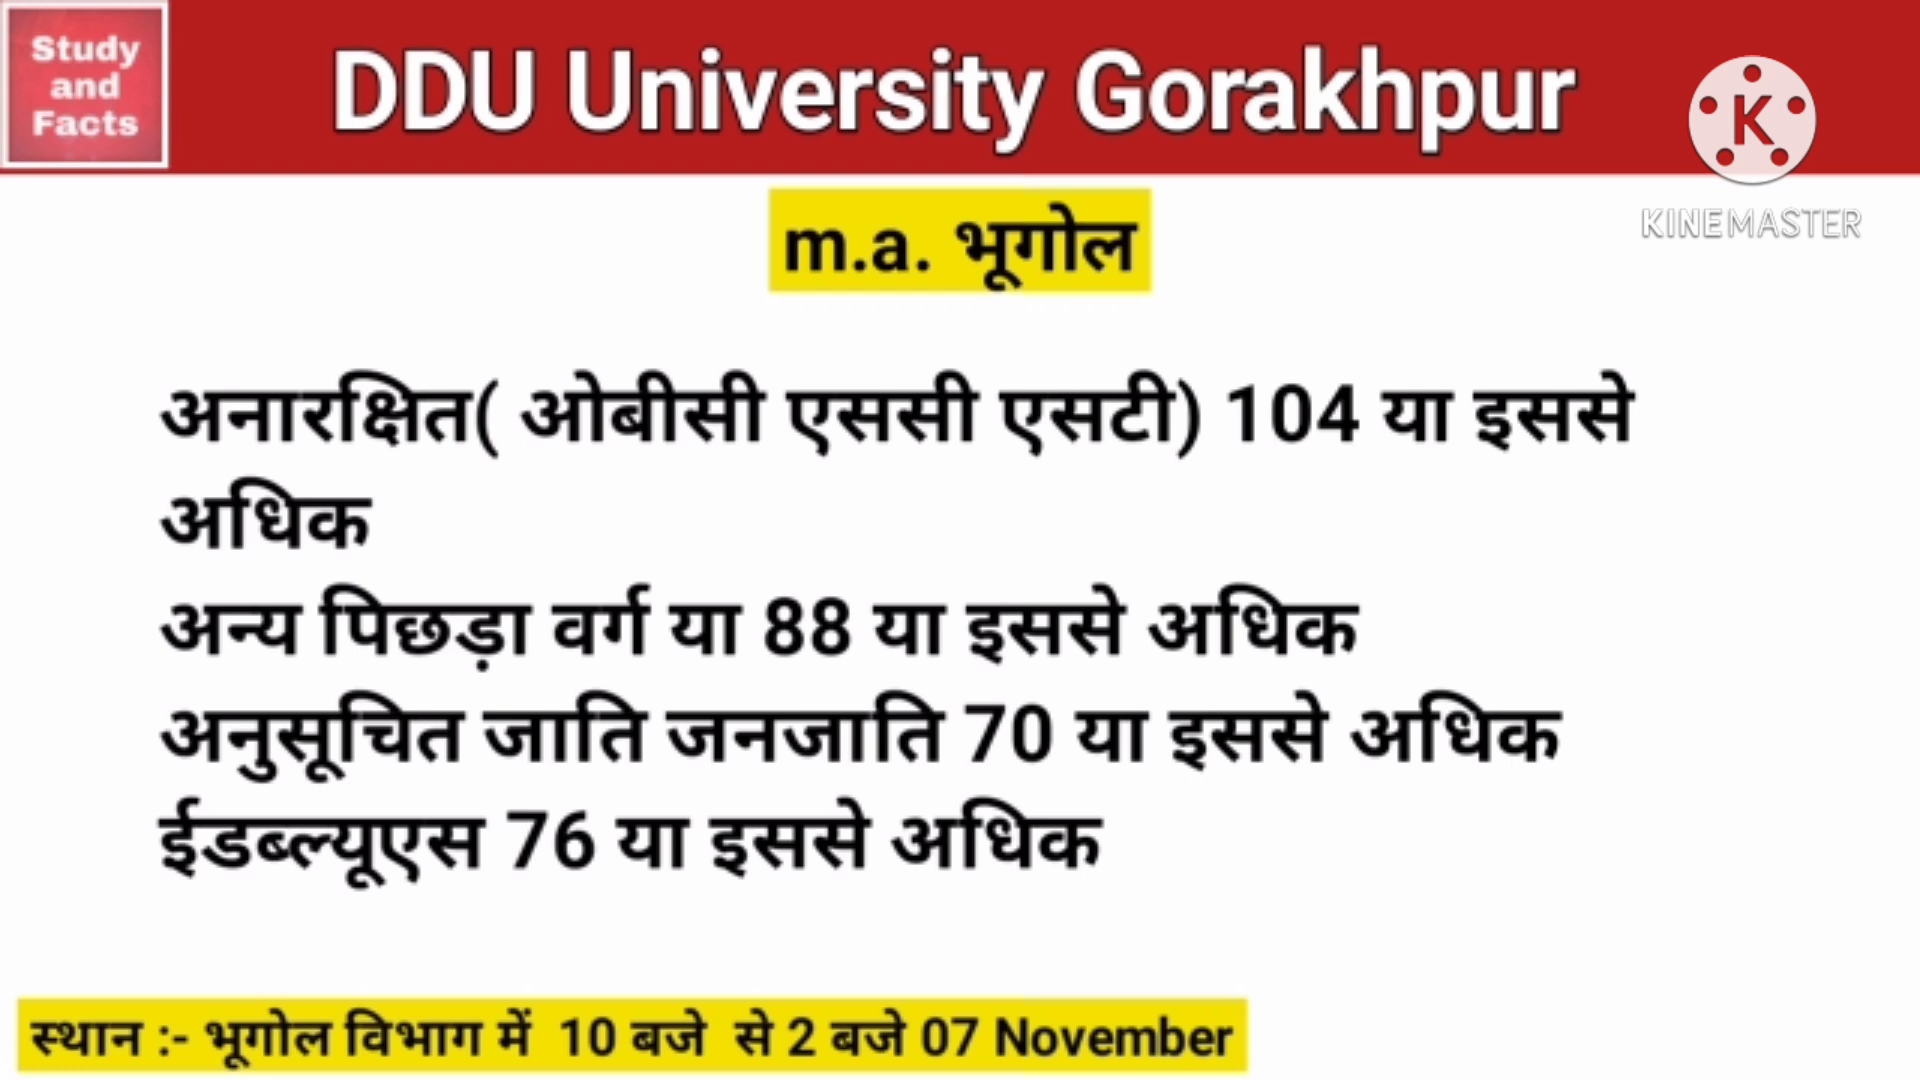 Study
and
Facts
DDU University Gorakhpur
K
KINEMASTER
m.a. भूगोल
अनारक्षित( ओबीसी एससी एसटी) 104 या इससे
अधिक
अन्य पिछड़ा वर्ग या 88 या इससे अधिक
अनुसूचित जाति जनजाति 70 या इससे अधिक
ईडब्ल्यूएस 76 या इससे अधिक
स्थान :- भूगोल विभाग में 10 बजे से 2 बजे 07 November